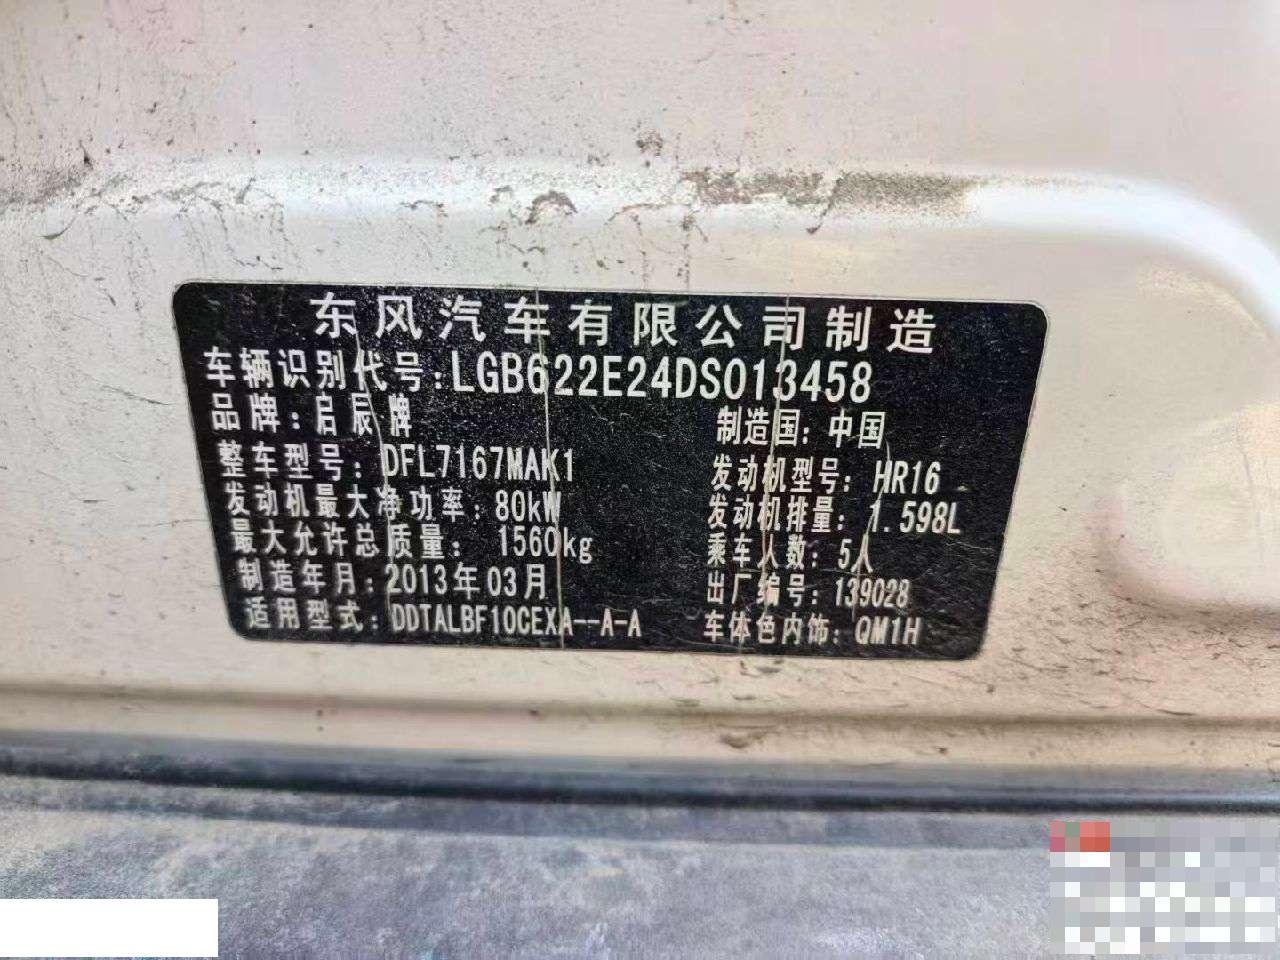 东风汽车有限公司制造
车辆识别代号:LGB622E24DS013458
品牌:启辰牌 制造国:中国
整车型号:DFL7167MAK1 发动机型号:HR16
发动机最大净功率:80kW 发动机排量:1.598L
最大允许总质量:1560kg 乘车人数:5人
制造年月:2013年03月 出厂编号:139028
适用型式:DDTALBF10CEXA--A-A 车体色内饰:QM1H